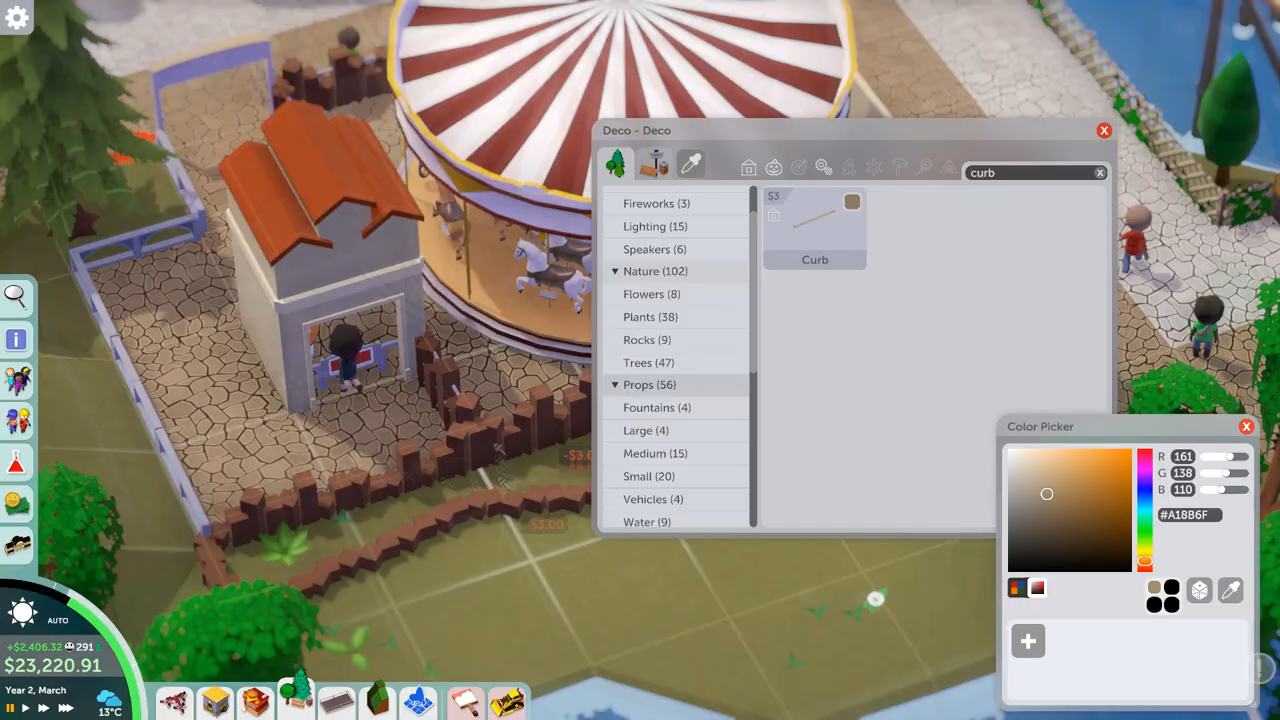 Deco - Deco
curb
Fireworks (3)
Lighting (15)
Speakers (6)
Nature (102)
Flowers (8)
Plants (38)
Rocks (9)
Trees (47)
Props (56)
Fountains (4)
Large (4)
Medium (15)
Small (20)
Vehicles (4)
Water (9)
$3
Curb
-$3.0
$3.00
Color Picker
R 161
G 138
B 110
#A18B6F
AUTO
+$2,406.32 291
$23,220.91
Year 2, March
13°C